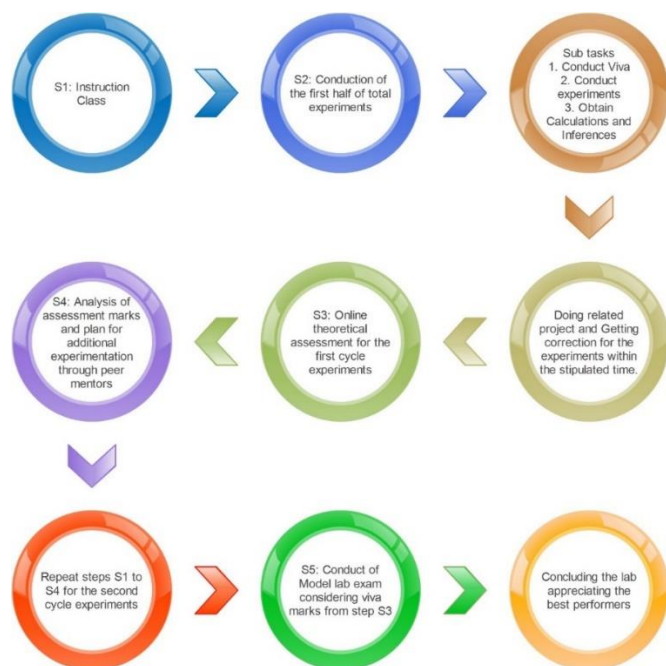 S1: Instruction
Class
S2: Conduction of
the first half of total
experiments
Sub tasks
1. Conduct Viva
2. Conduct
experiments
3. Obtain
Calculations and
Inferences
Doing related
project and Getting
correction for the
experiments within
the stipulated time.
S3: Online
theoretical
assessment for the
first cycle
experiments
S4: Analysis of
assessment marks
and plan for
additional
experimentation
through peer
mentors
Repeat steps S1 to
S4 for the second
cycle experiments
S5: Conduct of
Model lab exam
considering viva
marks from step S3
Concluding the lab
appreciating the
best performers